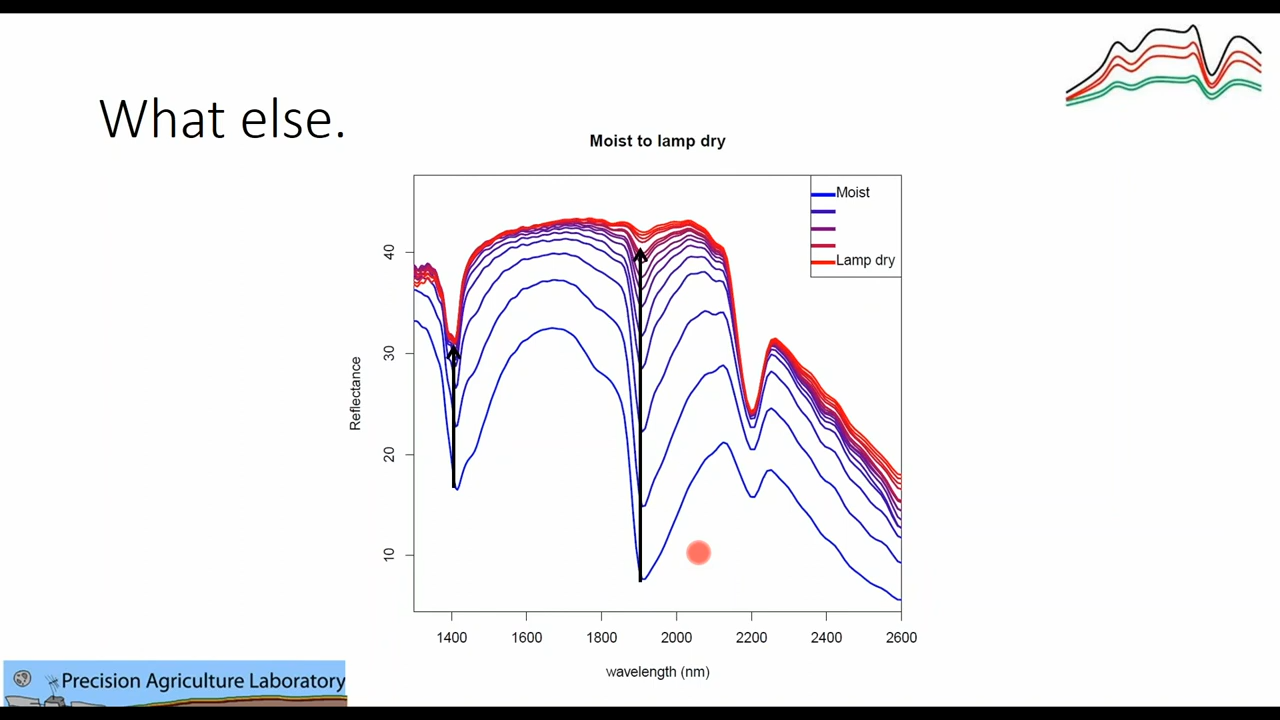 What else.
Moist to lamp dry
Moist
Lamp dry
40
30
20
10
Reflectance
1400 1600 1800 2000 2200 2400 2600
wavelength (nm)
Precision Agriculture Laboratory